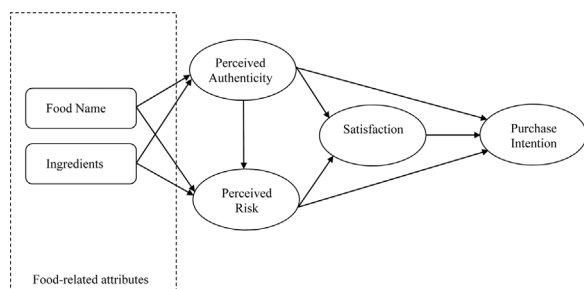 Perceived
Authenticity
Food Name
Satisfaction
Purchase
Intention
Ingredients
Perceived
Risk
Food-related attributes